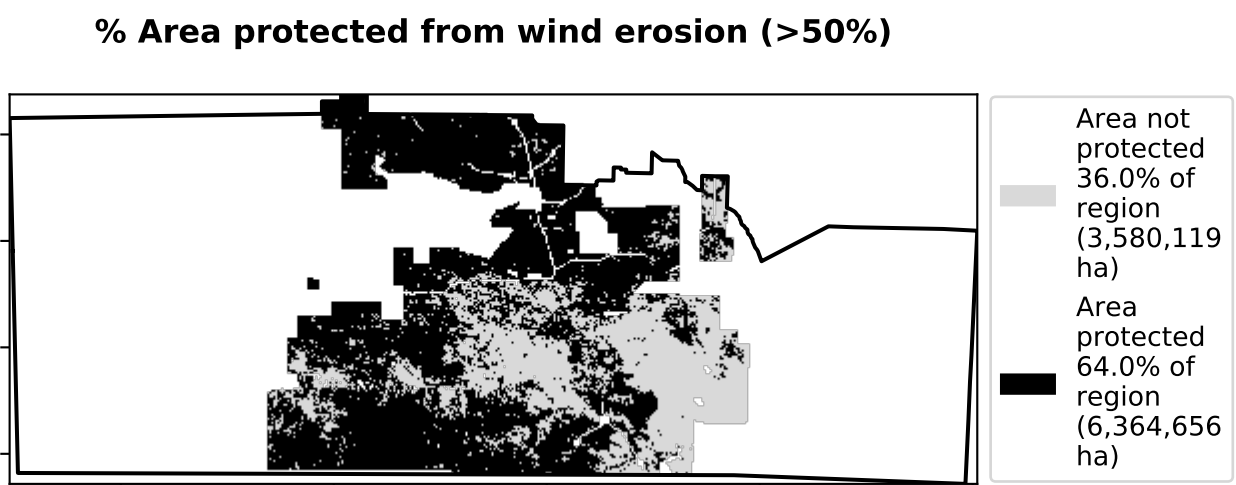 % Area protected from wind erosion (>50%)
Area not
protected
36.0% of
region
(3,580,119
ha)
Area
protected
64.0% of
region
(6,364,656
ha)